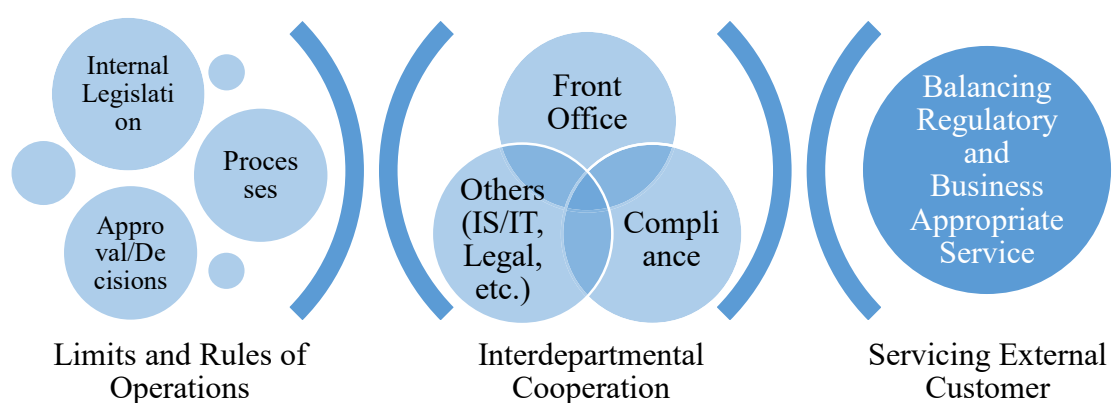 Internal
Legislati
on
Proces
ses
Appro
val/De
cisions
Limits and Rules of
Operations
Front
Office
Others
(IS/IT,
Legal,
etc.)
Compli
ance
Interdepartmental
Cooperation
Balancing
Regulatory
and
Business
Appropriate
Service
Servicing External
Customer